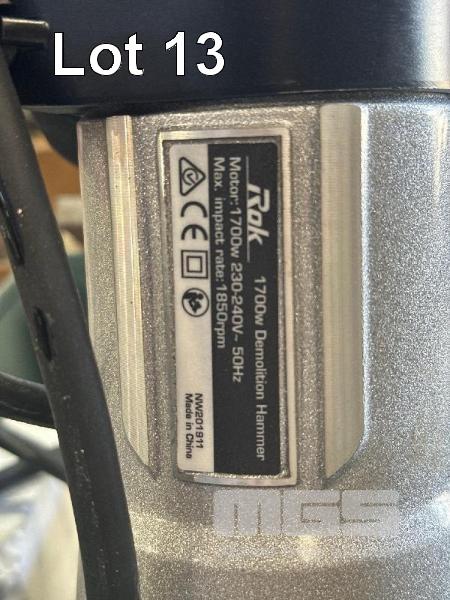 Lot 13
Rok 1700w Demolition Hammer
Motor:1700w 230-240V~ 50Hz
Max. impact rate:1850rpm
CE
NW201911
Made in China
MGS